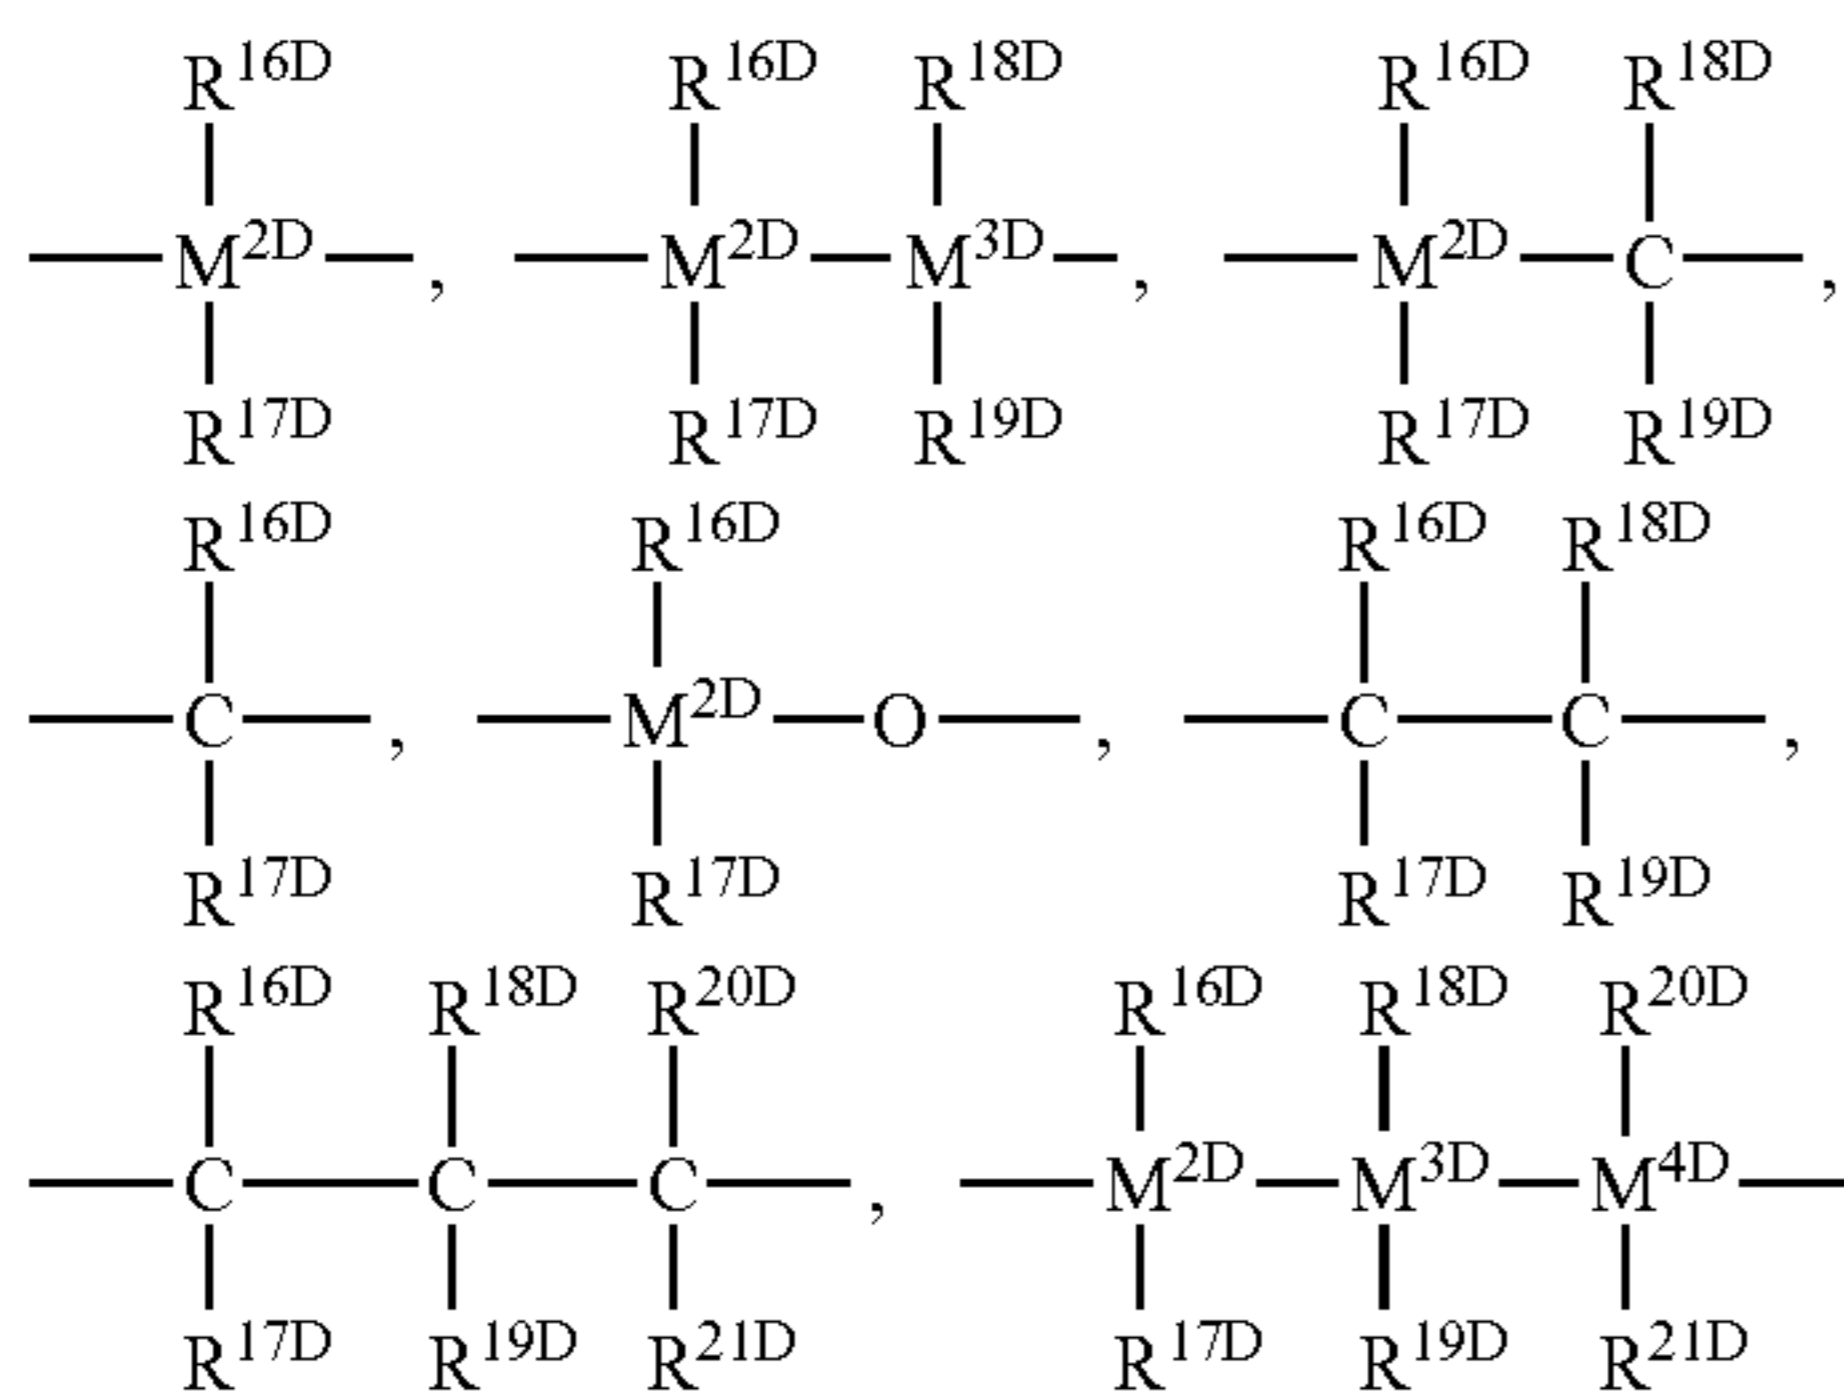 R16D R16D R18D R16D R18D
M2D, M2D M3D, M2D C,
R17D R17D R19D R17D R19D
R16D R16D R16D R18D
C, M2D O, C C,
R17D R17D R17D R19D
R16D R18D R20D R16D R18D R20D
C C C, M2D M3D M4D
R17D R19D R21D R17D R19D R21D